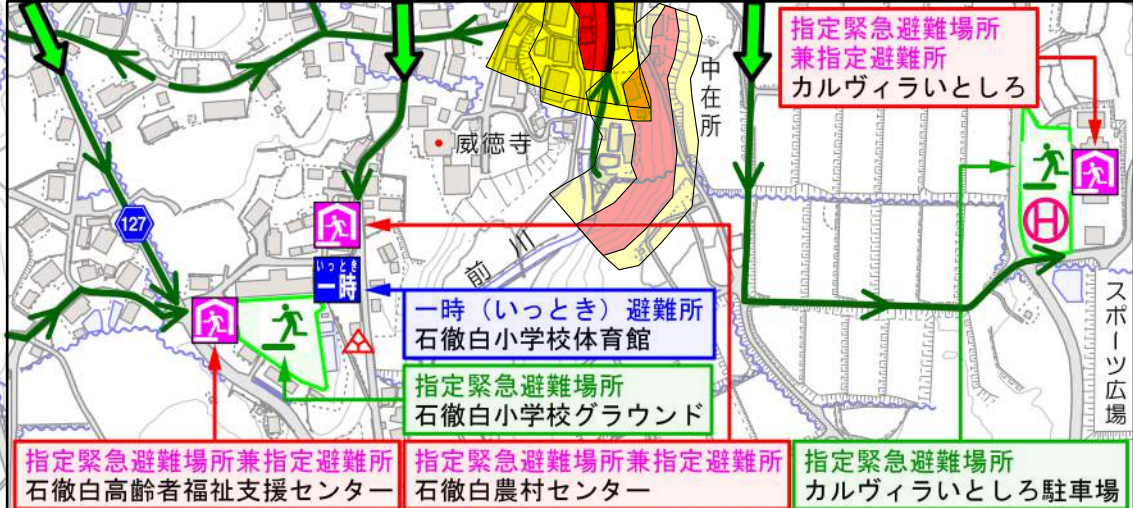 指定緊急避難場所
兼指定避難所
カルヴィラいとしろ
中在所
威徳寺
127
前川
いっとき
一時
H
一時（いっとき）避難所
石徹白小学校体育館
スポーツ広場
指定緊急避難場所
石徹白小学校グラウンド
指定緊急避難場所兼指定避難所
石徹白高齢者福祉支援センター
指定緊急避難場所兼指定避難所
石徹白農村センター
指定緊急避難場所
カルヴィラいとしろ駐車場